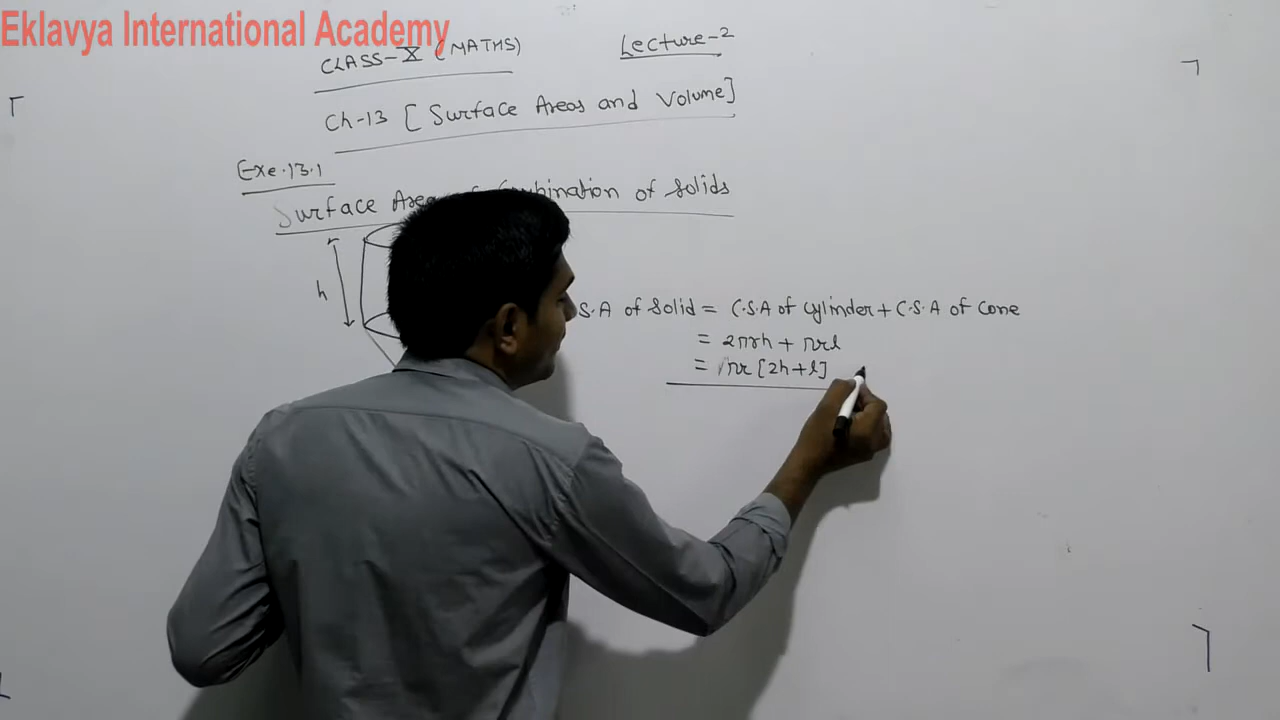 Eklavya International Academy
CLASS-X (MATHS)
Lecture-2
Ch-13 [Surface Areas and Volume]
Exe.13.1
Surface Area of Combination of Solids
r
h
S.A of Solid = C.S.A of cylinder + C.S.A of Cone
= 2πrh + πrl
= πr [2h+l]